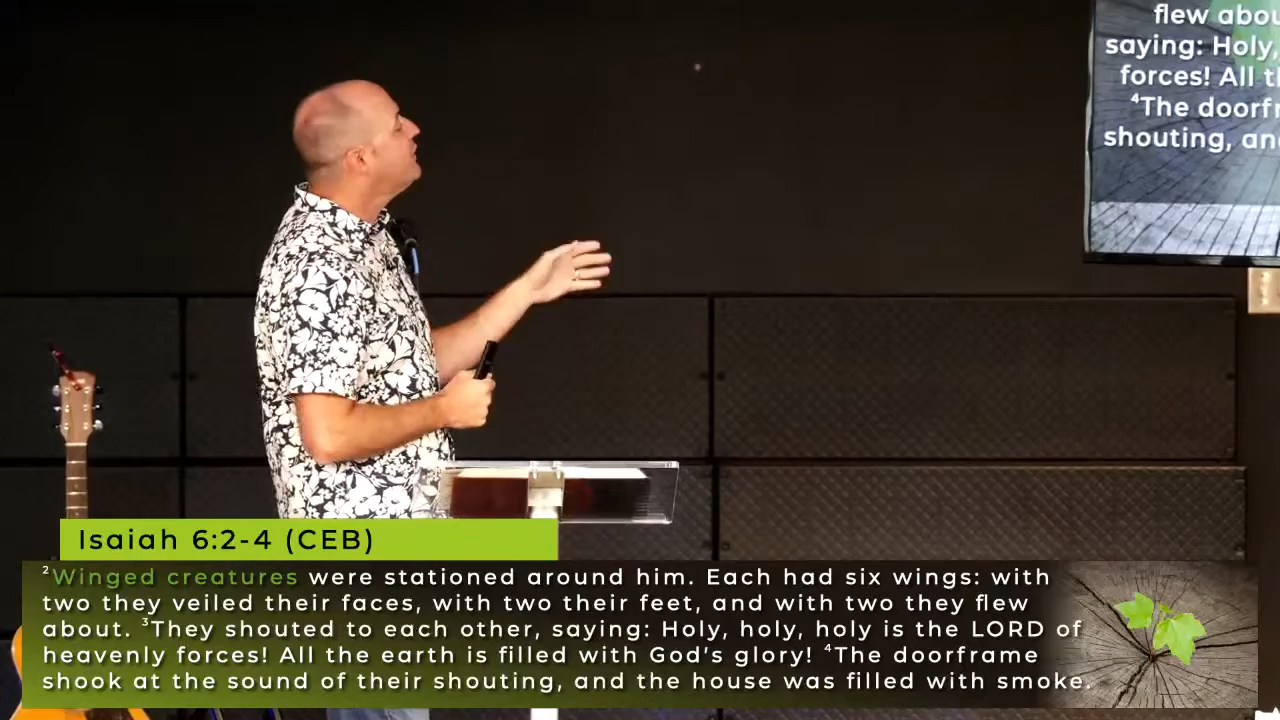 flew
saying: Holy,
forces! All
⁴The
shouting,
Isaiah 6:2-4 (CEB)
²Winged creatures were stationed around him. Each had six wings: with
two they veiled their faces, with two their feet, and with two they flew
about. ³They shouted to each other, saying: Holy, holy, holy is the LORD of
heavenly forces! All the earth is filled with God's glory! ⁴The doorframe
shook at the sound of their shouting, and the house was filled with smoke.